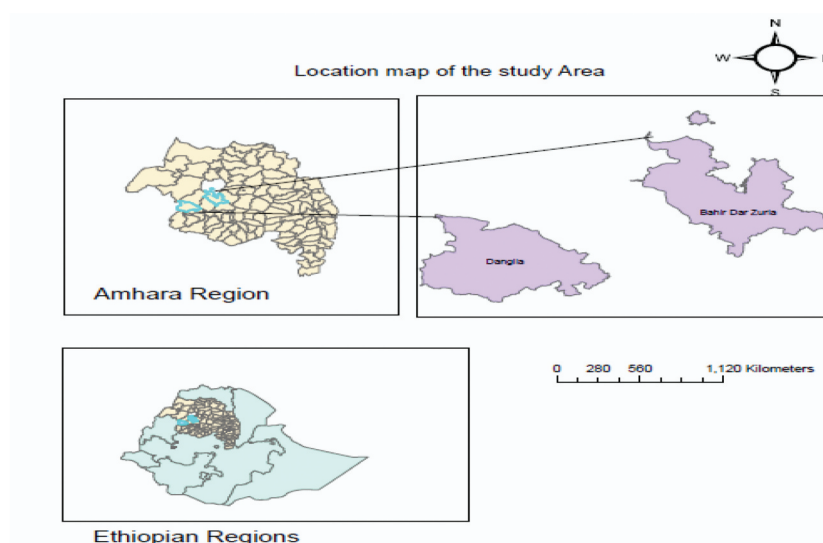 N
W
S
Location map of the study Area
Bahir Dar Zuria
Dangila
Amhara Region
0 280 560 1,120 Kilometers
Ethiopian Regions